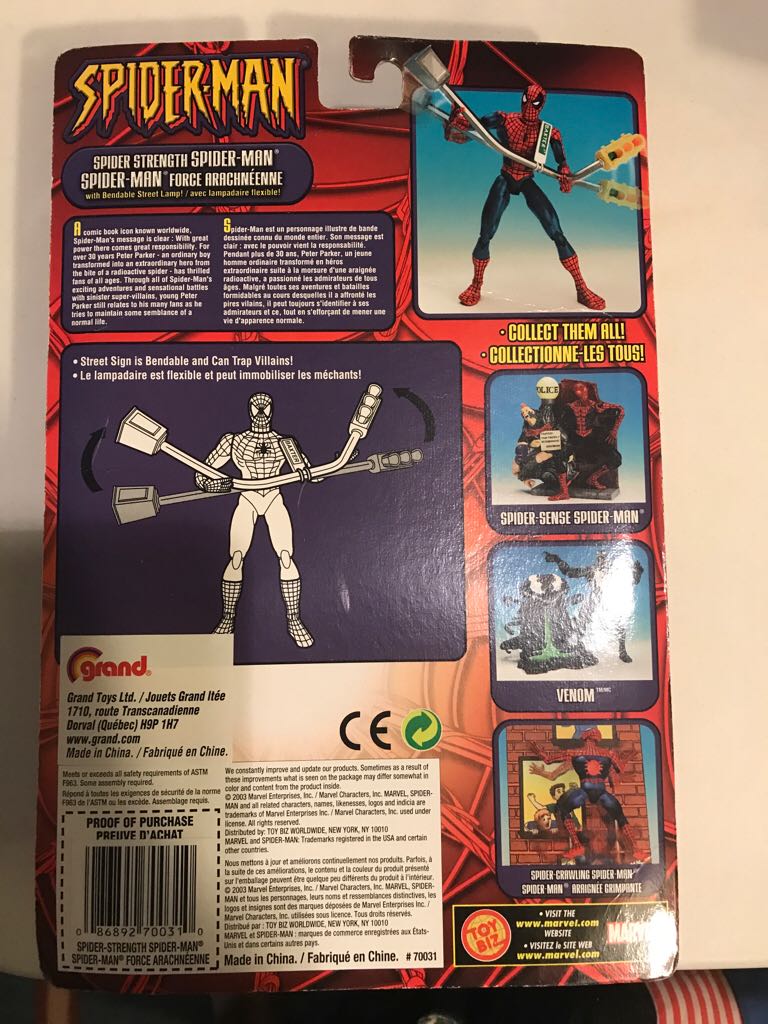 SPIDER-MAN
SPIDER STRENGTH SPIDER-MAN®
SPIDER-MAN® FORCE ARACHNÉENNE
with Bendable Street Lamp! / avec lampadaire flexible!
A comic book icon known worldwide,
Spider-Man's message is clear : With great
power there comes great responsibility. For
over 30 years Peter Parker - an ordinary boy
transformed into an extraordinary hero from
the bite of a radioactive spider - has thrilled
fans of all ages. Through all of Spider-Man's
exciting adventures and sensational battles
with sinister super-villains, young Peter
Parker still relates to his many fans as he
tries to maintain some semblance of a
normal life.
Spider-Man est un personnage illustre de bande
dessinée connu du monde entier. Son message est
clair : avec le pouvoir vient la responsabilité.
Pendant plus de 30 ans, Peter Parker, un jeune
homme ordinaire transformé en héros
extraordinaire suite à la morsure d'une araignée
radioactive, a passionné les admirateurs de tous
âges. Malgré toutes ses aventures et batailles
formidables au cours desquelles il a affronté les
pires vilains, il peut toujours s'identifier à ses
admirateurs et ce, tout en s'efforçant de mener une
vie d'apparence normale.
• COLLECT THEM ALL!
• COLLECTIONNE-LES TOUS!
• Street Sign is Bendable and Can Trap Villains!
• Le lampadaire est flexible et peut immobiliser les méchants!
POLICE
SPIDER-SENSE SPIDER-MAN®
VENOM™/MC
SPIDER-CRAWLING SPIDER-MAN®
SPIDER-MAN® ARAIGNÉE GRIMPANTE
grand®
Grand Toys Ltd. / Jouets Grand ltée
1710, route Transcanadienne
Dorval (Québec) H9P 1H7
www.grand.com
Made in China. / Fabriqué en Chine.
CE
Meets or exceeds all safety requirements of ASTM
F963. Some assembly required.
Répond à toutes les exigences de sécurité de la norme
F963 de l'ASTM ou les excède. Assemblage requis.
PROOF OF PURCHASE
PREUVE D'ACHAT
0 86892 70031 0
SPIDER-STRENGTH SPIDER-MAN®
SPIDER-MAN® FORCE ARACHNÉENNE
We constantly improve and update our products. Sometimes as a result of
these improvements what is seen on the package may differ somewhat in
color and content from the product inside.
© 2003 Marvel Enterprises, Inc. / Marvel Characters, Inc. MARVEL, SPIDER-
MAN and all related characters, names, likenesses, logos and indicia are
trademarks of Marvel Enterprises, Inc. / Marvel Characters, Inc. used under
license. All rights reserved.
Distributed by: TOY BIZ WORLDWIDE, NEW YORK, NY 10010
MARVEL and SPIDER-MAN: Trademarks registered in the USA and certain
other countries.
Nous mettons à jour et améliorons continuellement nos produits. Parfois, à
la suite de ces améliorations, le contenu et la couleur du produit présenté
sur l'emballage peuvent être quelque peu différents du produit à l'intérieur.
© 2003 Marvel Enterprises, Inc. / Marvel Characters, Inc. MARVEL, SPIDER-
MAN et tous les personnages, leurs noms et ressemblances distinctives, les
logos et insignes sont des marques déposées de Marvel Enterprises Inc. /
Marvel Characters, Inc. utilisées sous licence. Tous droits réservés.
Distribué par : TOY BIZ WORLDWIDE, NEW YORK, NY 10010
MARVEL et SPIDER-MAN : marques de commerce enregistrées aux États-
Unis et dans certains autres pays.
Made in China. / Fabriqué en Chine. # 70031
TOY BIZ
• VISIT THE
www.marvel.com
WEBSITE
• VISITEZ le SITE WEB
www.marvel.com
MARVEL